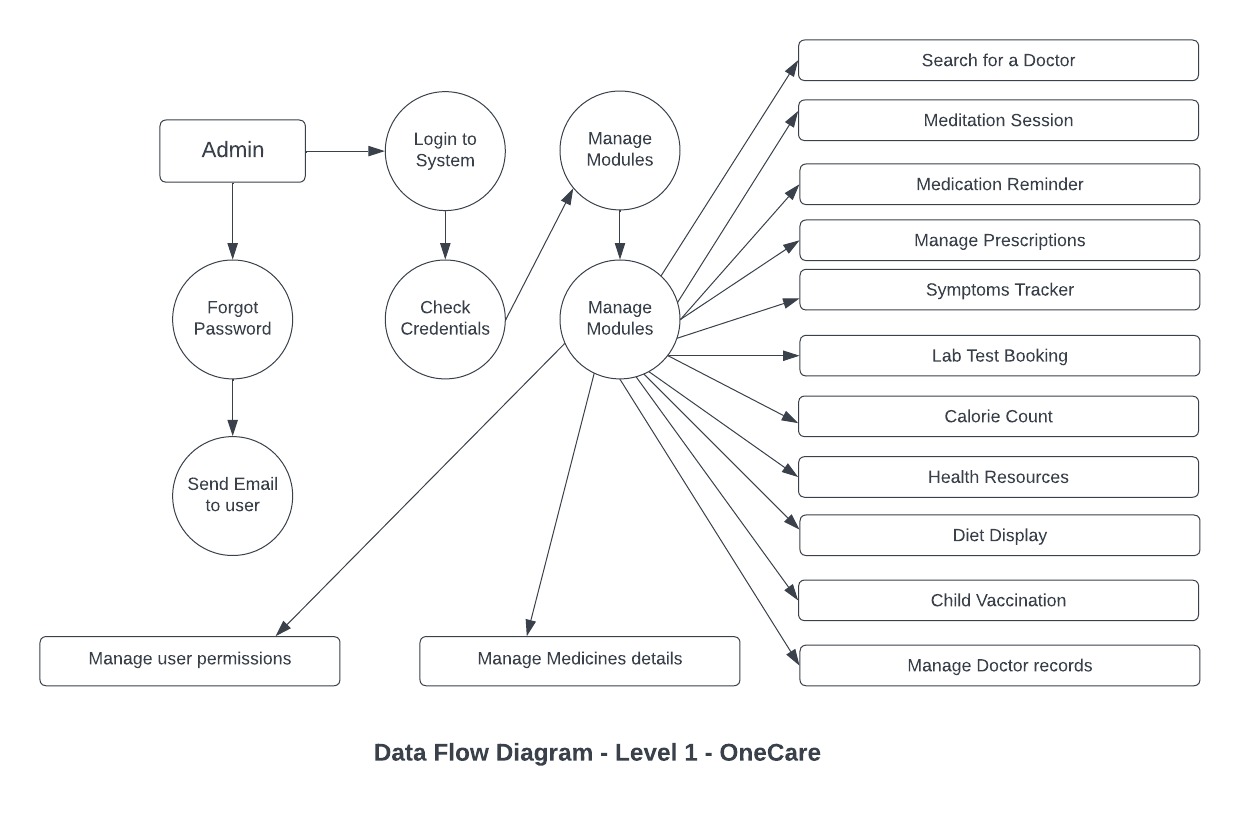 Search for a Doctor
Meditation Session
Admin
Login to
System
Manage
Modules
Medication Reminder
Manage Prescriptions
Symptoms Tracker
Forgot
Password
Check
Credentials
Manage
Modules
Lab Test Booking
Calorie Count
Health Resources
Send Email
to user
Diet Display
Child Vaccination
Manage user permissions
Manage Medicines details
Manage Doctor records
Data Flow Diagram - Level 1 - OneCare